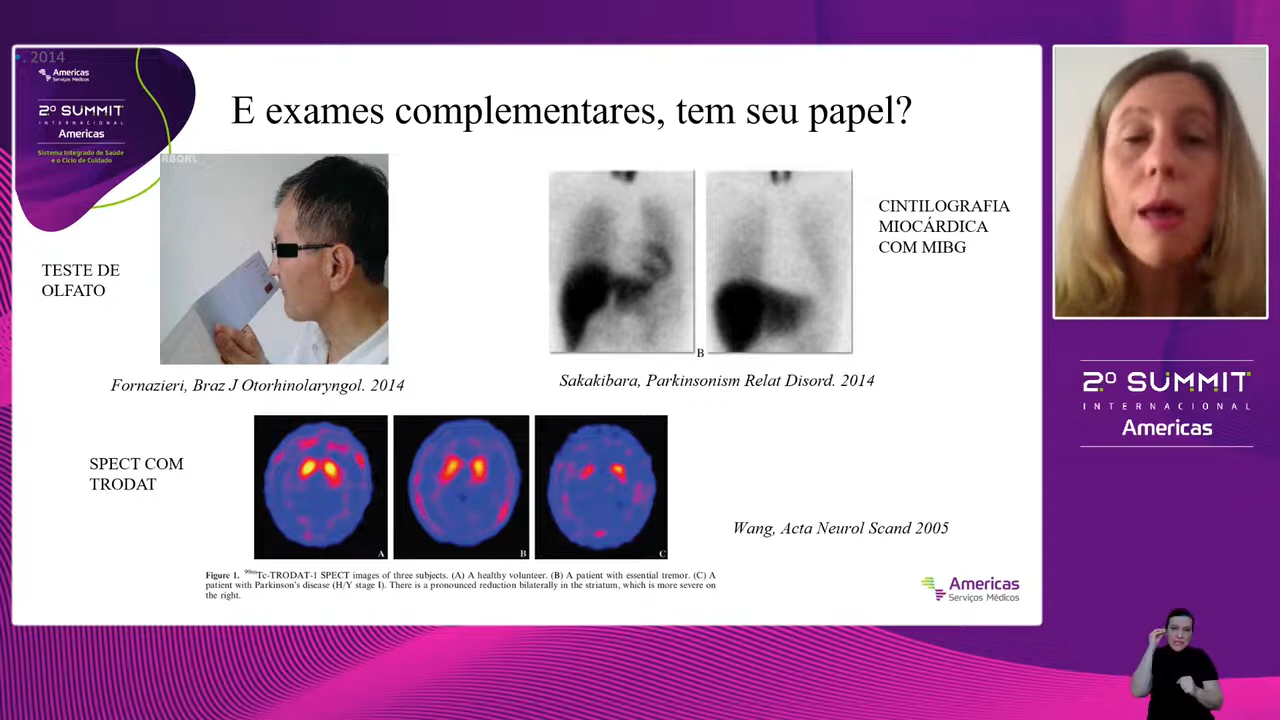 . 2014
Americas
Serviços Médicos
2º SUMMIT
INTERNACIONAL
Americas
Sistema Integrado de Saúde
e o Ciclo de Cuidado
E exames complementares, tem seu papel?
RBORL
TESTE DE
OLFATO
CINTILOGRAFIA
MIOCÁRDICA
COM MIBG
B
Fornazieri, Braz J Otorhinolaryngol. 2014
Sakakibara, Parkinsonism Relat Disord. 2014
SPECT COM
TRODAT
A
B
C
Wang, Acta Neurol Scand 2005
Figure 1. 99mTc-TRODAT-1 SPECT images of three subjects. (A) A healthy volunteer. (B) A patient with essential tremor. (C) A
patient with Parkinson's disease (H/Y stage I). There is a pronounced reduction bilaterally in the striatum, which is more severe on
the right.
Americas
Serviços Médicos
2º SUMMIT
INTERNACIONAL
Americas